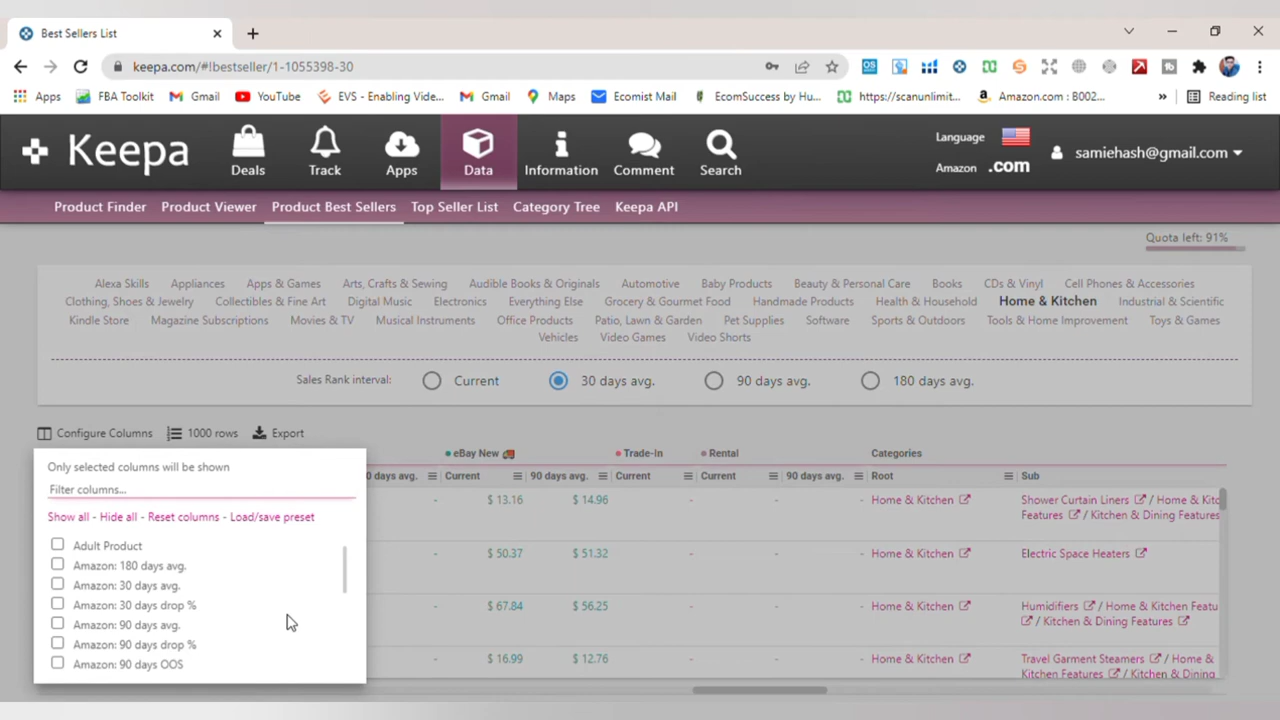 Best Sellers List
keepa.com/#!bestseller/1-1055398-30
Apps FBA Toolkit Gmail YouTube EVS - Enabling Vide... Gmail Maps Ecomist Mail EcomSuccess by Hu... https://scanunlimit... Amazon.com : B002... » Reading list
Keepa Deals Track Apps Data Information Comment Search
Language
Amazon .com
samiehash@gmail.com
Product Finder Product Viewer Product Best Sellers Top Seller List Category Tree Keepa API
Quota left: 91%
Alexa Skills Appliances Apps & Games Arts, Crafts & Sewing Audible Books & Originals Automotive Baby Products Beauty & Personal Care Books CDs & Vinyl Cell Phones & Accessories
Clothing, Shoes & Jewelry Collectibles & Fine Art Digital Music Electronics Everything Else Grocery & Gourmet Food Handmade Products Health & Household Home & Kitchen Industrial & Scientific
Kindle Store Magazine Subscriptions Movies & TV Musical Instruments Office Products Patio, Lawn & Garden Pet Supplies Software Sports & Outdoors Tools & Home Improvement Toys & Games
Vehicles Video Games Video Shorts
Sales Rank interval: Current 30 days avg. 90 days avg. 180 days avg.
Configure Columns 1000 rows Export
Only selected columns will be shown
Filter columns...
Show all - Hide all - Reset columns - Load/save preset
Adult Product
Amazon: 180 days avg.
Amazon: 30 days avg.
Amazon: 30 days drop %
Amazon: 90 days avg.
Amazon: 90 days drop %
Amazon: 90 days OOS
eBay New Trade-In Rental Categories
0 days avg. Current 90 days avg. Current Current 90 days avg. Root Sub
- $ 13.16 $ 14.96 - - - Home & Kitchen Shower Curtain Liners / Home & Kitc
Features / Kitchen & Dining Features
- $ 50.37 $ 51.32 - - - Home & Kitchen Electric Space Heaters
- $ 67.84 $ 56.25 - - - Home & Kitchen Humidifiers / Home & Kitchen Featu
/ Kitchen & Dining Features
- $ 16.99 $ 12.76 - - - Home & Kitchen Travel Garment Steamers / Home &
Kitchen Features / Kitchen & Dining